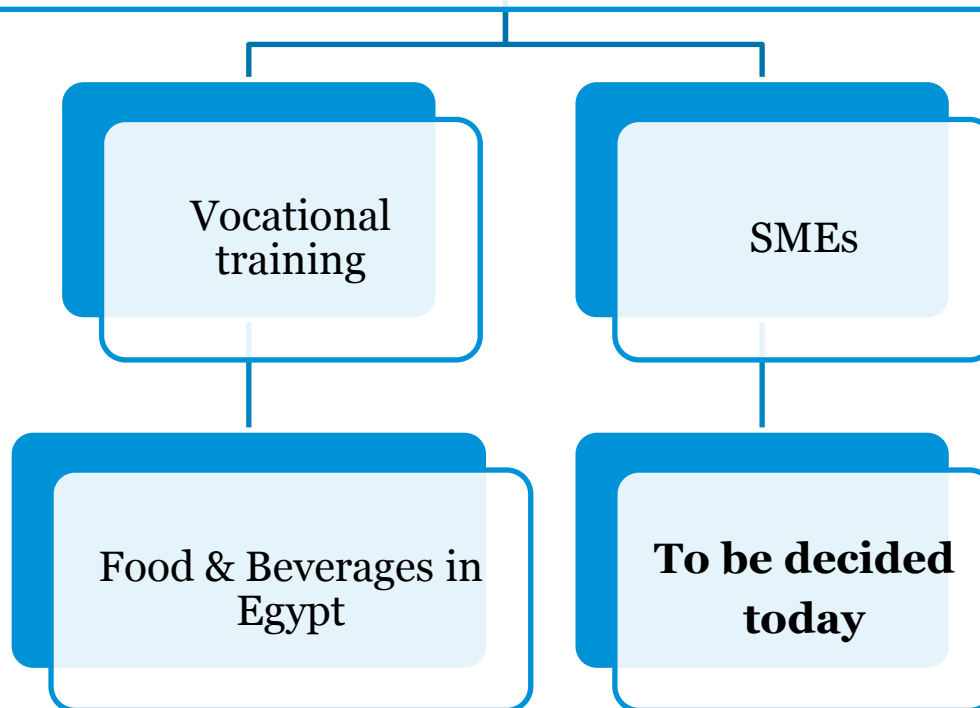 Vocational
training
SMEs
Food & Beverages in
Egypt
To be decided
today